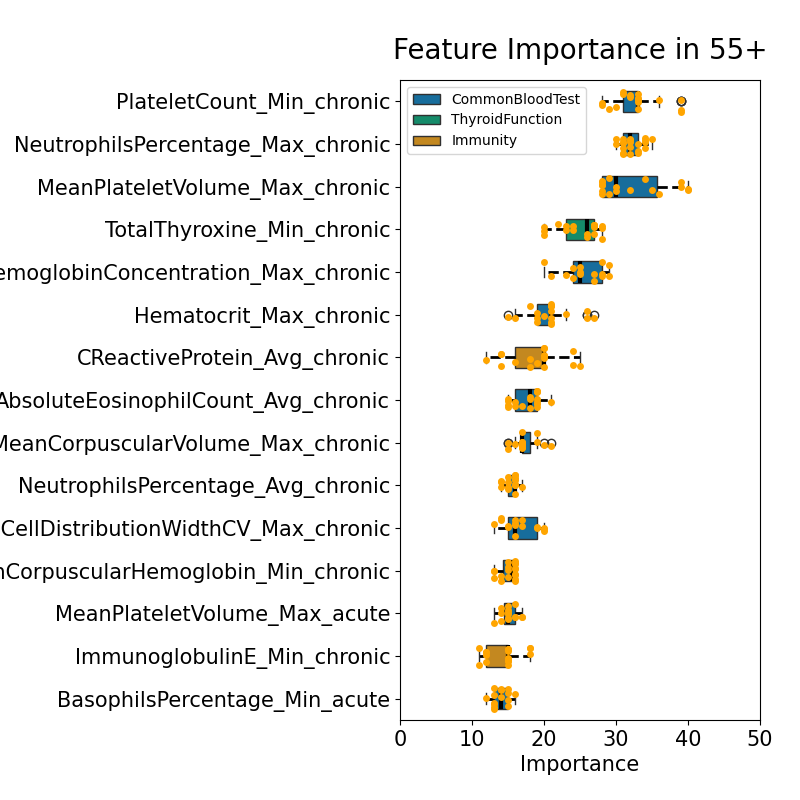 Feature Importance in 55+
PlateletCount_Min_chronic
NeutrophilsPercentage_Max_chronic
MeanPlateletVolume_Max_chronic
TotalThyroxine_Min_chronic
emoglobinConcentration_Max_chronic
Hematocrit_Max_chronic
CReactiveProtein_Avg_chronic
AbsoluteEosinophilCount_Avg_chronic
MeanCorpuscularVolume_Max_chronic
NeutrophilsPercentage_Avg_chronic
CellDistributionWidthCV_Max_chronic
nCorpuscularHemoglobin_Min_chronic
MeanPlateletVolume_Max_acute
ImmunoglobulinE_Min_chronic
BasophilsPercentage_Min_acute
CommonBloodTest
ThyroidFunction
Immunity
0 10 20 30 40 50
Importance